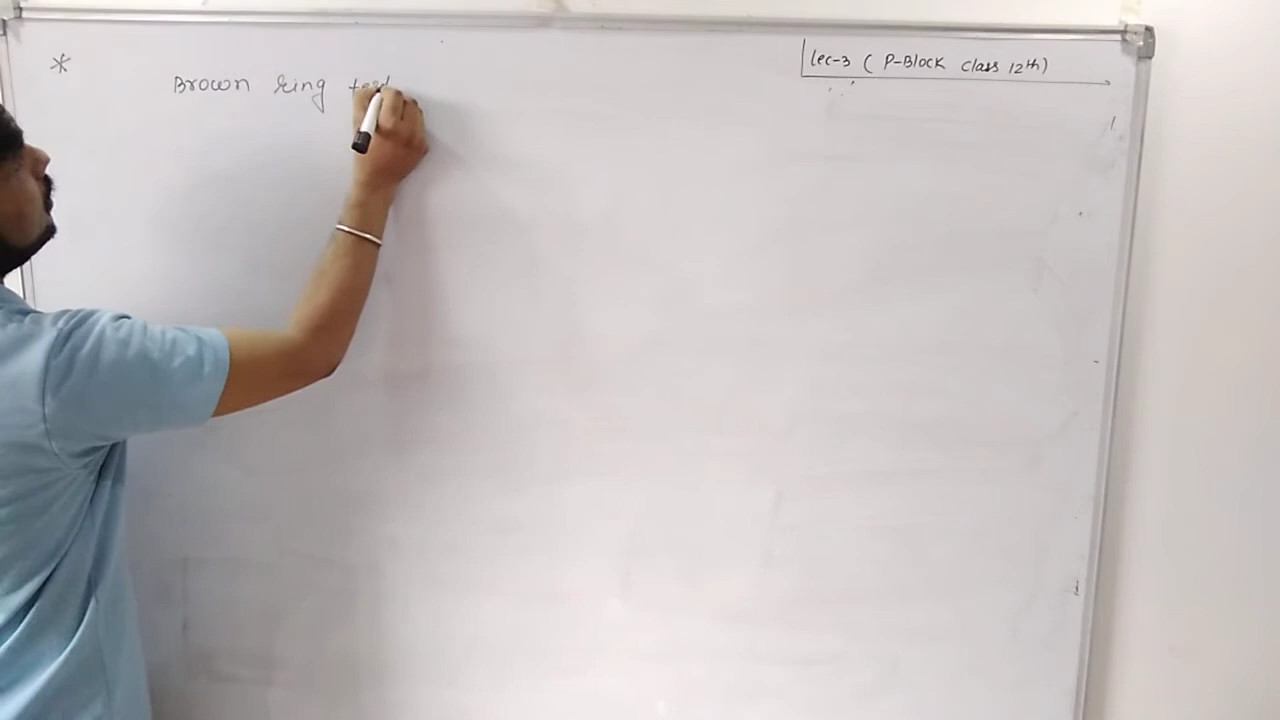 Lec-3 ( P-Block Class 12th)
* Brown ring test